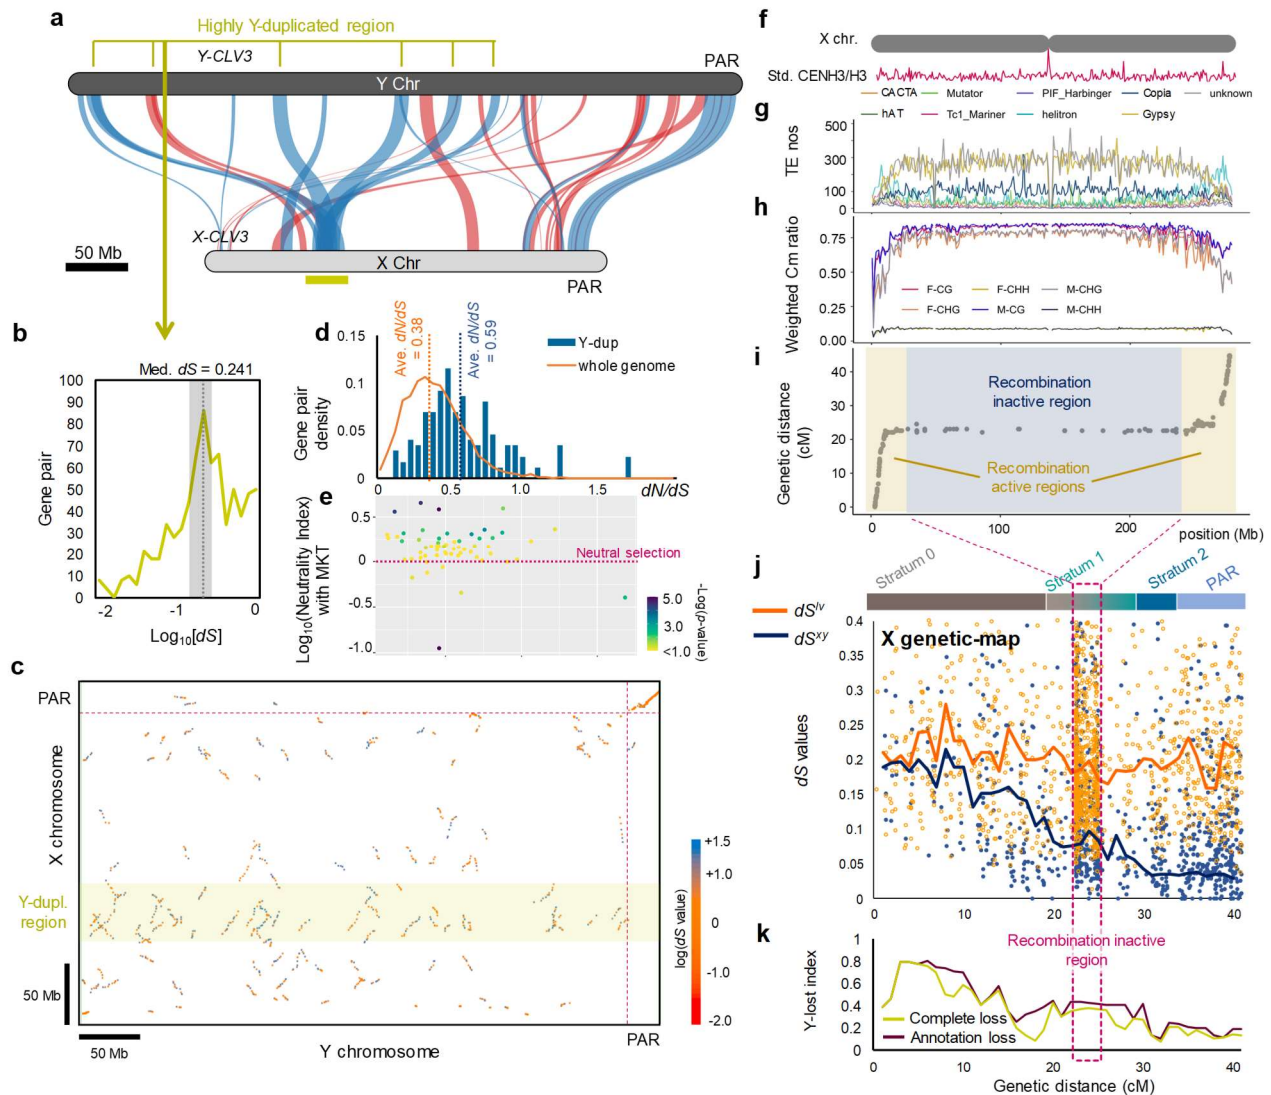 a
Highly Y-duplicated region
Y-CLV3
PAR
Y Chr
X-CLV3
50 Mb
X Chr
PAR
b
Med. dS = 0.241
100
90
80
70
60
50
40
30
20
10
0
Gene pair
-2
-1
0
Log10[dS]
d
Ave. dN/dS = 0.38
Ave. dN/dS = 0.59
Y-dup
whole genome
0.15
0.1
0.05
0
Gene pair density
0
0.5
1.0
1.5
dN/dS
e
0.5
0
-0.5
-1.0
Log10(Neutrality Index) with MKT
Neutral selection
5.0
3.0
<1.0
-Log(p-value)
c
PAR
X chromosome
Y-dupl. region
50 Mb
50 Mb
Y chromosome
PAR
+1.5
+1.0
0
-1.0
-2.0
log(dS value)
f
X chr.
Std. CENH3/H3
CACTA
Mutator
PIF_Harbinger
Copia
unknown
hAT
Tc1_Mariner
helitron
Gypsy
g
500
300
100
0
TE nos
h
0.75
0.50
0.25
0.00
Weighted Cm ratio
F-CG
F-CHH
M-CHG
F-CHG
M-CG
M-CHH
i
40
30
20
10
0
Genetic distance (cM)
Recombination inactive region
Recombination active regions
0
100
200
position (Mb)
j
Stratum 0
Stratum 1
Stratum 2
PAR
dSlv
dSxy
X genetic-map
0.4
0.35
0.3
0.25
0.2
0.15
0.1
0.05
0
dS values
0
10
20
30
40
k
Recombination inactive region
1
0.8
0.6
0.4
0.2
0
Y-lost index
Complete loss
Annotation loss
0
10
20
30
40
Genetic distance (cM)